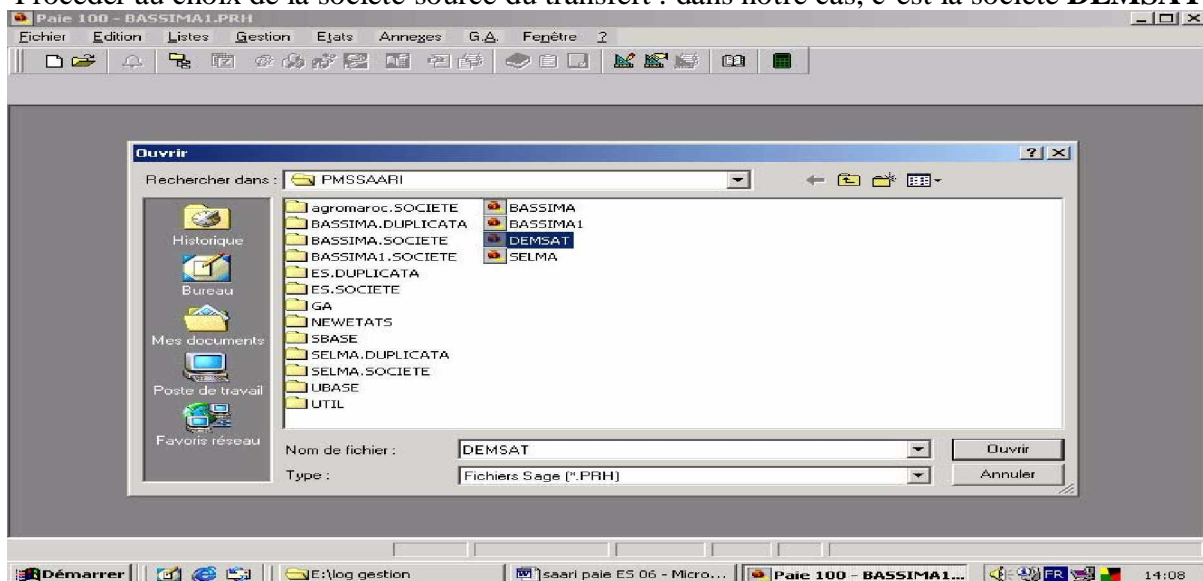 Procéder au choix de la société source du transfert : dans notre cas, c'est la société DEMSAT
Paie 100 - BASSIMA1.PRH
Fichier Edition Listes Gestion Etats Annexes G.A. Fenêtre ?
Ouvrir
Rechercher dans : PMSSAARI
Historique
Bureau
Mes documents
Poste de travail
Favoris réseau
agromaroc.SOCIETE
BASSIMA.DUPLICATA
BASSIMA.SOCIETE
BASSIMA1.SOCIETE
ES.DUPLICATA
ES.SOCIETE
GA
NEWETATS
SBASE
SELMA.DUPLICATA
SELMA.SOCIETE
UBASE
UTIL
BASSIMA
BASSIMA1
DEMSAT
SELMA
Nom de fichier : DEMSAT Ouvrir
Type : Fichiers Sage (*.PRH) Annuler
Démarrer E:\log gestion saari paie ES 06 - Micro... Paie 100 - BASSIMA1... FR 14:08